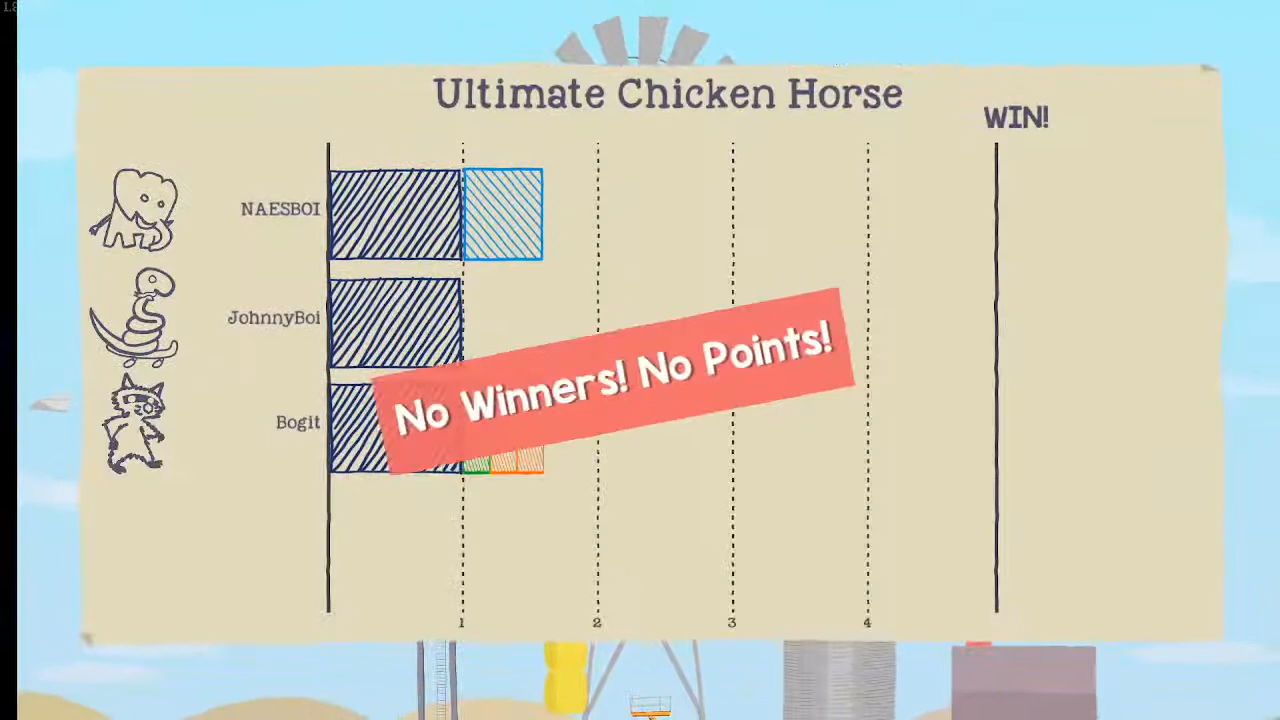 Ultimate Chicken Horse
WIN!
NAESBOI
JohnnyBoi
No Winners! No Points!
Bogit
1 2 3 4